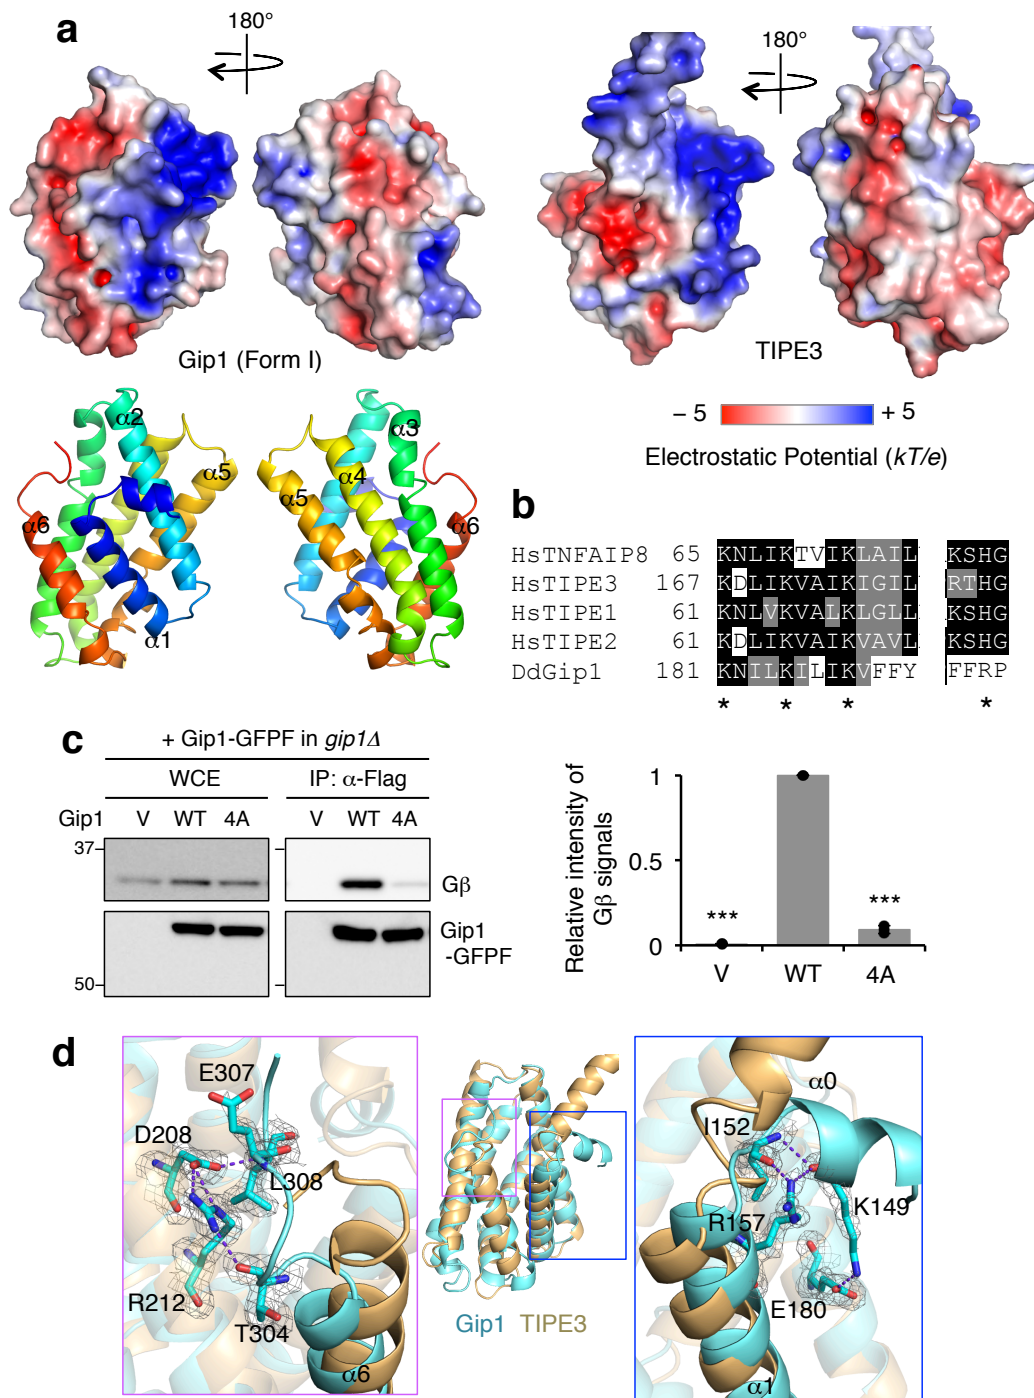 a
180°
180°
Gip1 (Form I)
TIPE3
− 5
+ 5
Electrostatic Potential (kT/e)
α2
α5
α6
α1
α3
α4
α5
α6
b
HsTNFAIP8 65 KNLIKTVIKLAIL KSHG
HsTIPE3 167 KDLIKVAIKIGIL RTHG
HsTIPE1 61 KNLVKVALKLGLL KSHG
HsTIPE2 61 KDLIKVAIKVAVL KSHG
DdGip1 181 KNILKILIKVFFY FFRP
* * * *
c
+ Gip1-GFPF in gip1Δ
WCE
IP: α-Flag
Gip1 V WT 4A V WT 4A
37
Gβ
Gip1
-GFPF
50
Relative intensity of
Gβ signals
1
0.5
0
***
***
V WT 4A
d
E307
D208
L308
R212
T304
α6
Gip1 TIPE3
α0
I152
K149
R157
E180
α1